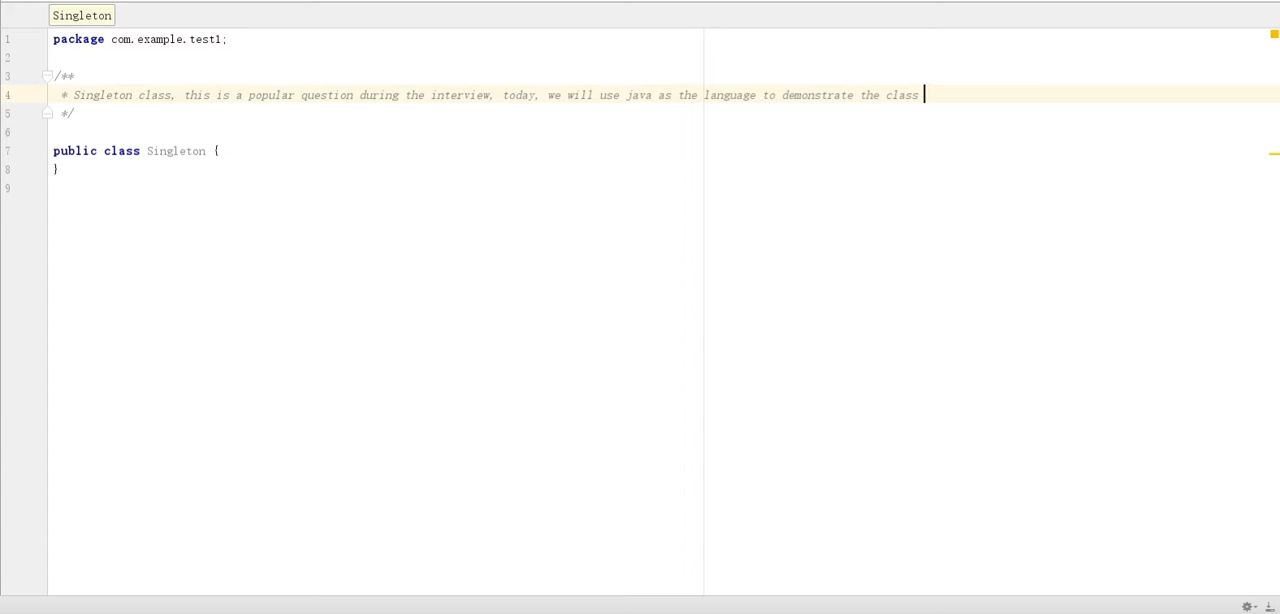 Singleton
1 package com.example.test1;
2
3 /**
4 * Singleton class, this is a popular question during the interview, today, we will use java as the language to demonstrate the class
5 */
6
7 public class Singleton {
8 }
9